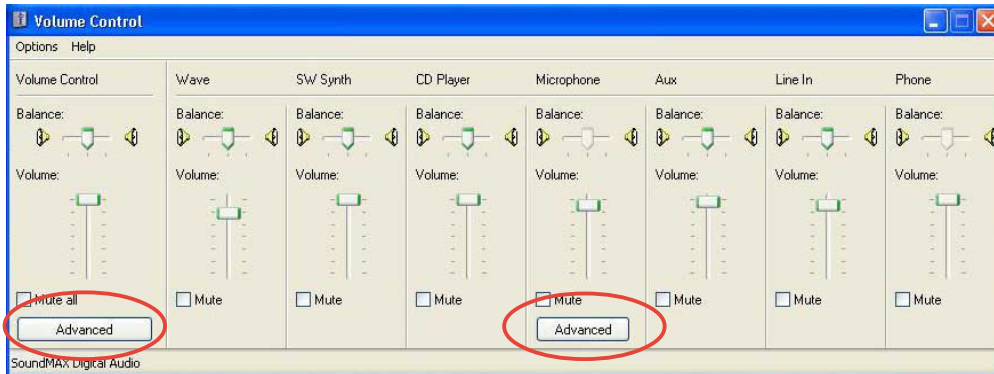 Volume Control
Options Help
Volume Control Wave SW Synth CD Player Microphone Aux Line In Phone
Balance: Balance: Balance: Balance: Balance: Balance: Balance: Balance:
Volume: Volume: Volume: Volume: Volume: Volume: Volume: Volume:
Mute all Mute Mute Mute Mute Mute Mute Mute
Advanced Advanced
SoundMAX Digital Audio